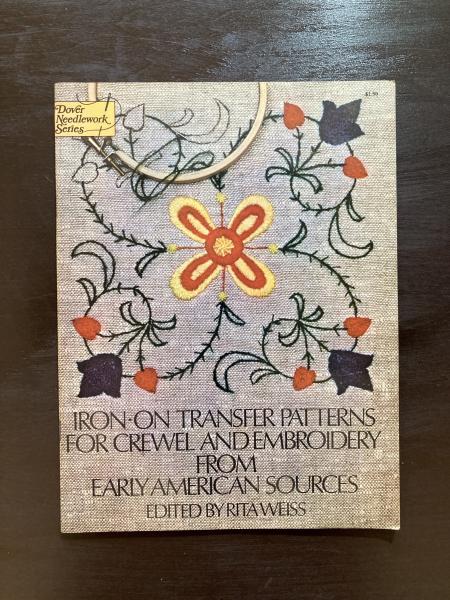 $1.50
Dover
Needlework
Series
IRON-ON TRANSFER PATTERNS
FOR CREWEL AND EMBROIDERY
FROM
EARLY AMERICAN SOURCES
EDITED BY RITA WEISS